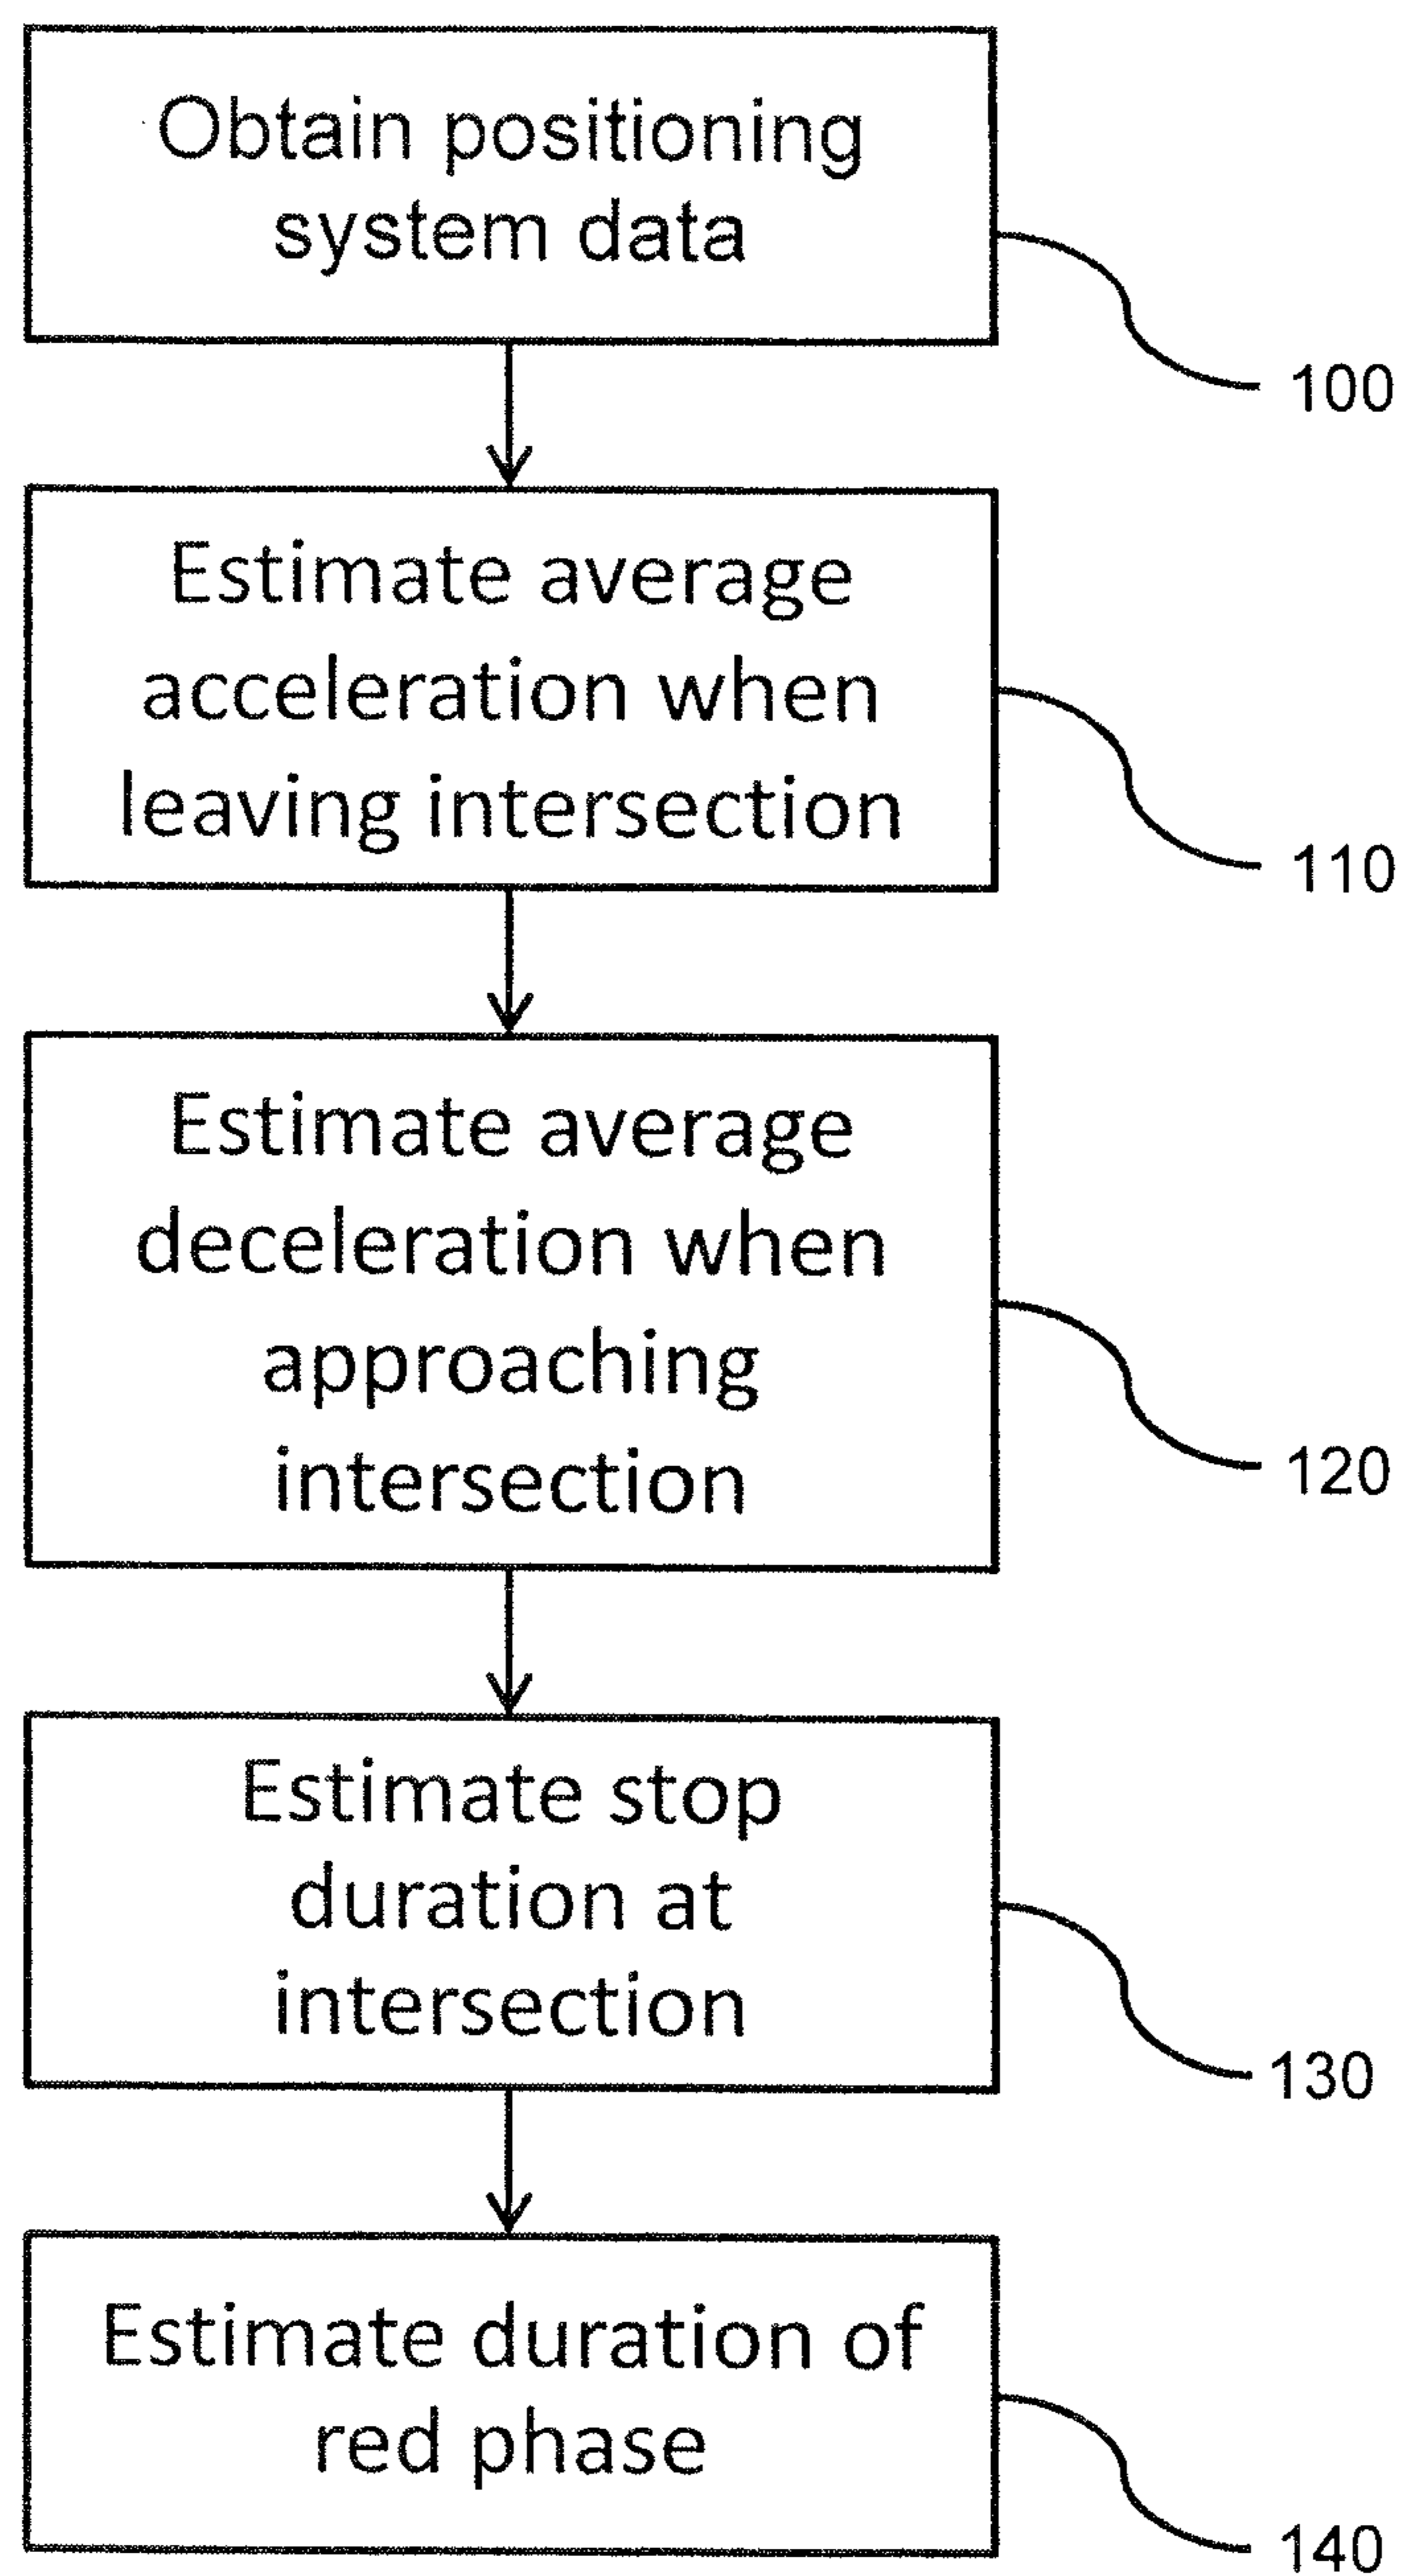 Obtain positioning
system data
100
Estimate average
acceleration when
leaving intersection
110
Estimate average
deceleration when
approaching
intersection
120
Estimate stop
duration at
intersection
130
Estimate duration of
red phase
140